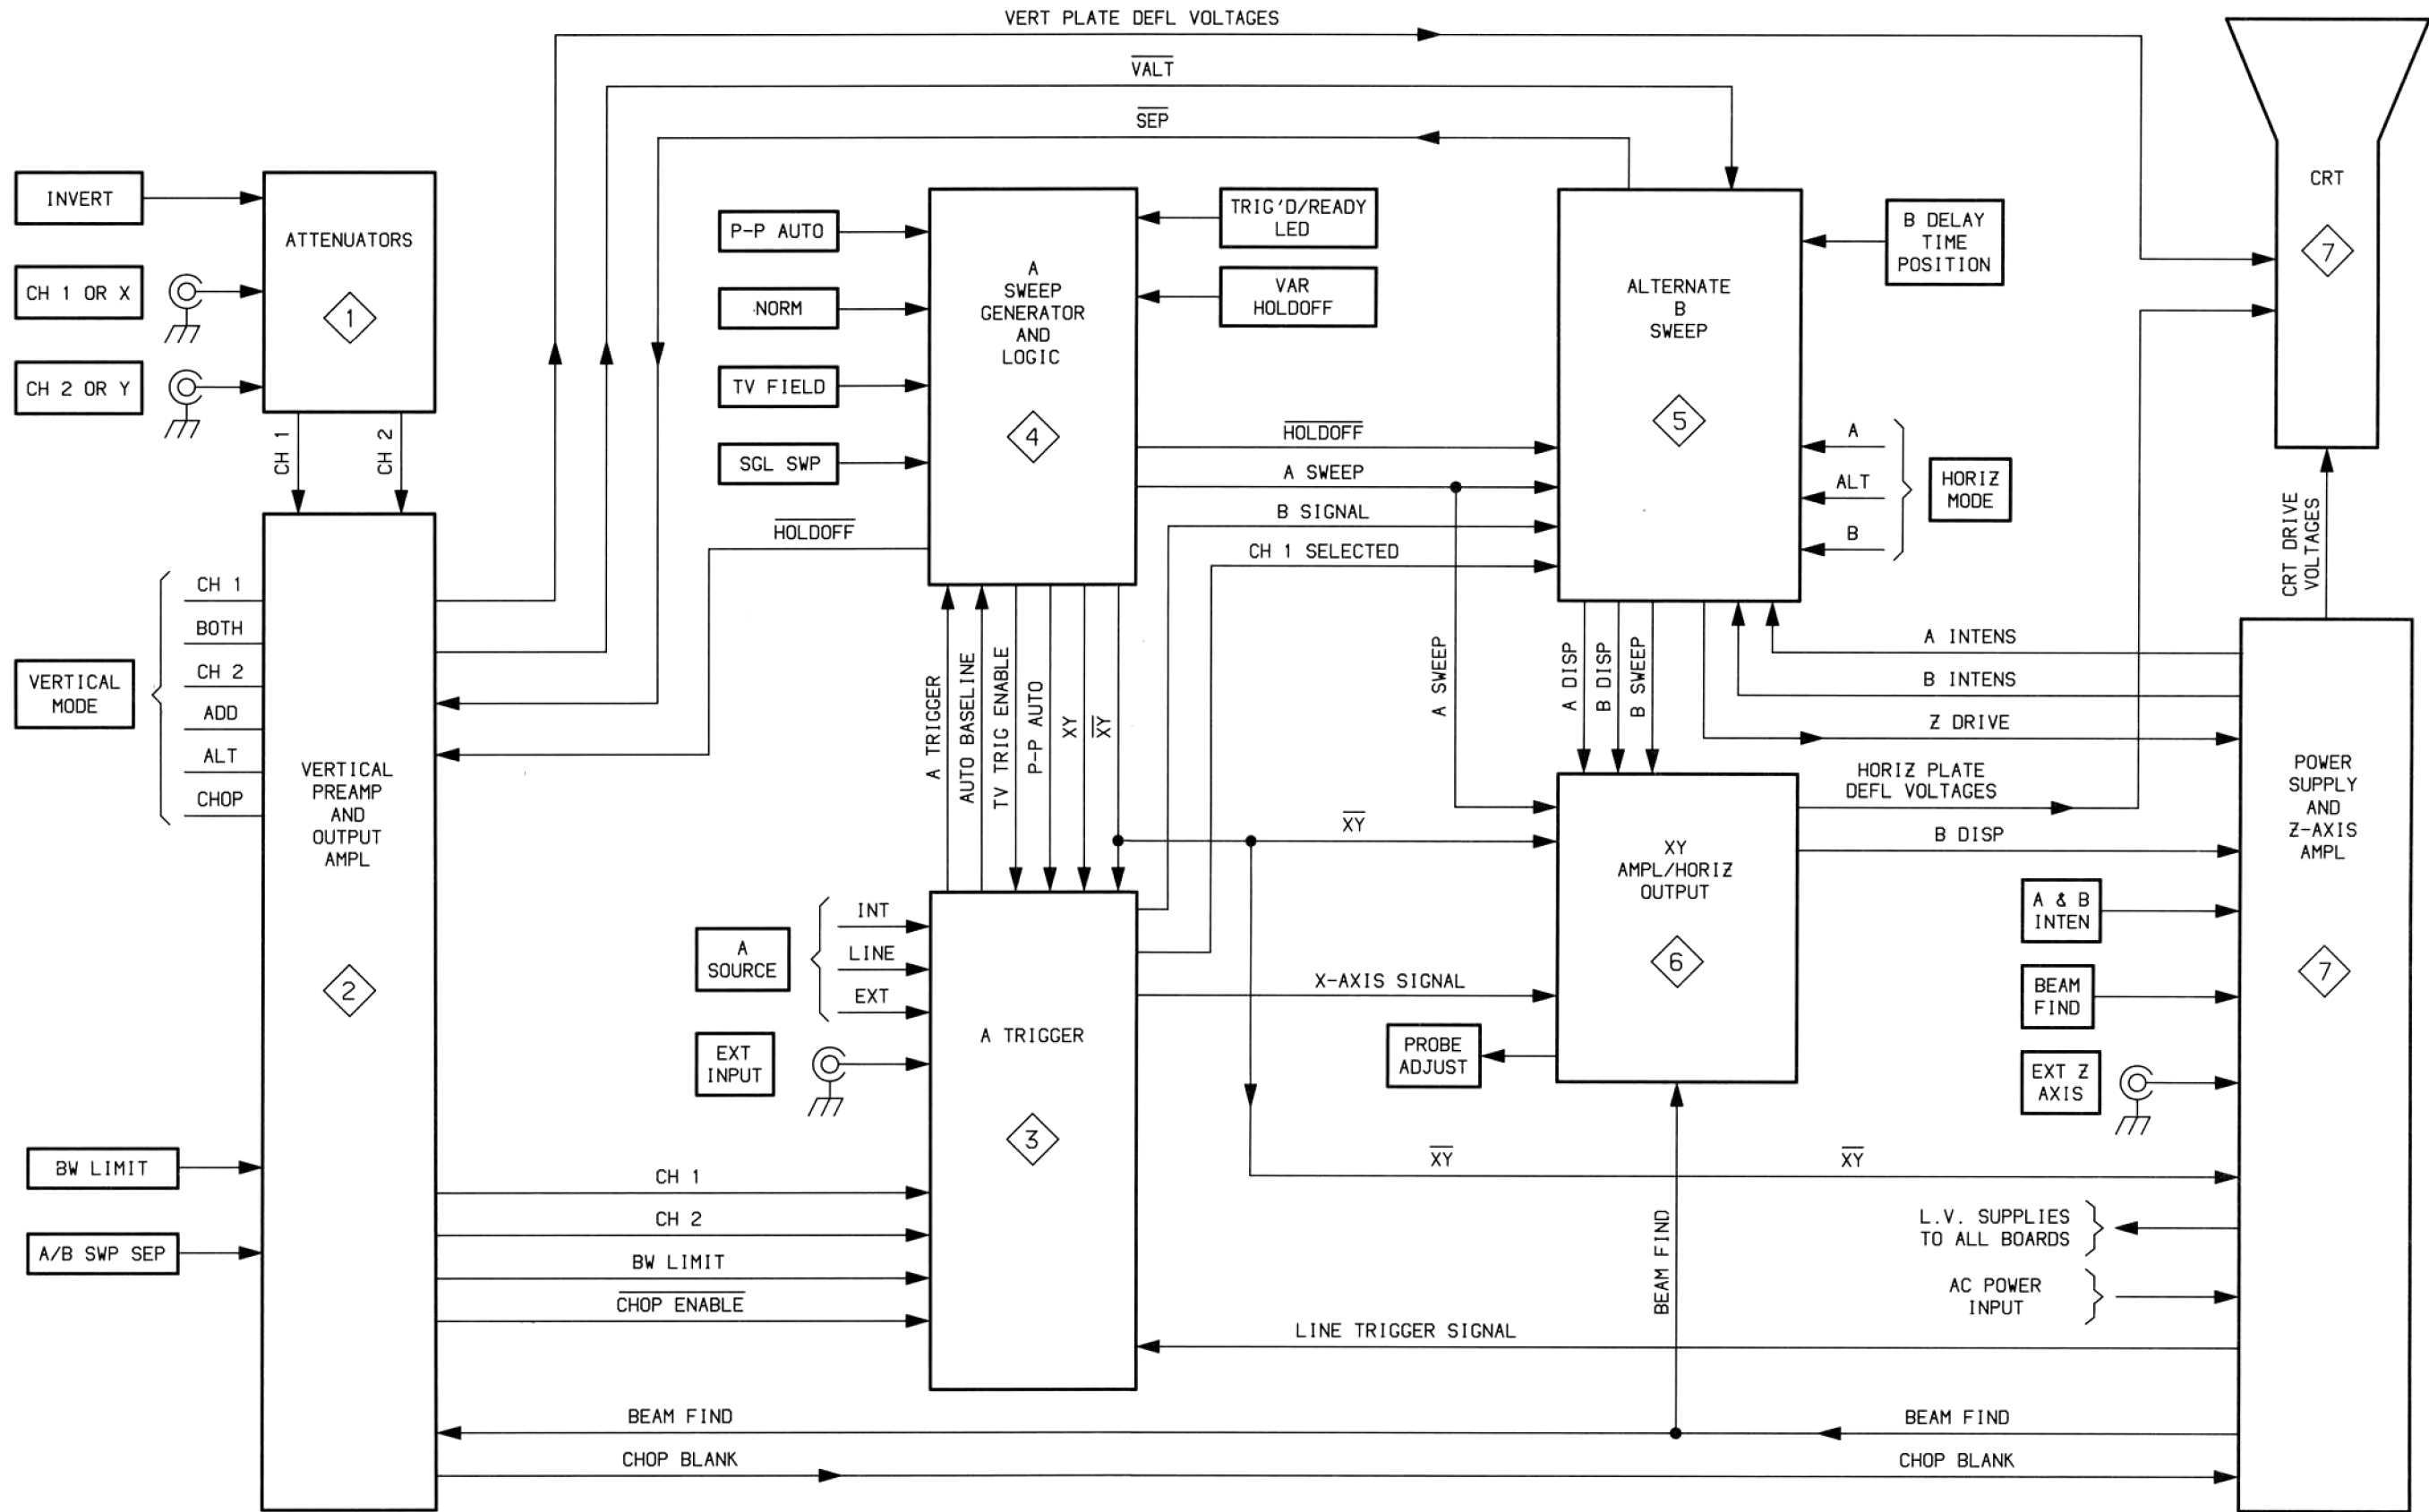 VERT PLATE DEFL VOLTAGES
VALT
SEP
INVERT
CH 1 OR X
CH 2 OR Y
ATTENUATORS
1
CH 1
CH 2
P-P AUTO
NORM
TV FIELD
SGL SWP
HOLDOFF
A
SWEEP
GENERATOR
AND
LOGIC
4
TRIG'D/READY
LED
VAR
HOLDOFF
HOLDOFF
A SWEEP
B SIGNAL
CH 1 SELECTED
ALTERNATE
B
SWEEP
5
B DELAY
TIME
POSITION
A
ALT
B
HORIZ
MODE
CRT
7
CRT DRIVE
VOLTAGES
VERTICAL
MODE
CH 1
BOTH
CH 2
ADD
ALT
CHOP
VERTICAL
PREAMP
AND
OUTPUT
AMPL
2
BW LIMIT
A/B SWP SEP
A TRIGGER
AUTO BASELINE
TV TRIG ENABLE
P-P AUTO
XY
XY
A SWEEP
A DISP
B DISP
B SWEEP
A INTENS
B INTENS
Z DRIVE
HORIZ PLATE
DEFL VOLTAGES
B DISP
XY
A
SOURCE
INT
LINE
EXT
EXT
INPUT
A TRIGGER
3
X-AXIS SIGNAL
PROBE
ADJUST
XY
AMPL/HORIZ
OUTPUT
6
POWER
SUPPLY
AND
Z-AXIS
AMPL
7
A & B
INTEN
BEAM
FIND
EXT Z
AXIS
XY
XY
L.V. SUPPLIES
TO ALL BOARDS
AC POWER
INPUT
CH 1
CH 2
BW LIMIT
CHOP ENABLE
BEAM FIND
LINE TRIGGER SIGNAL
BEAM FIND
BEAM FIND
CHOP BLANK
CHOP BLANK